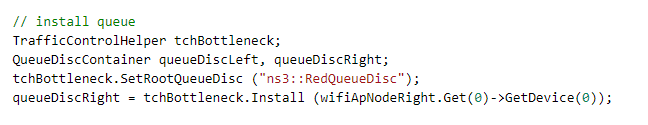 // install queue
TrafficControlHelper tchBottleneck;
QueueDiscContainer queueDiscLeft, queueDiscRight;
tchBottleneck.SetRootQueueDisc ("ns3::RedQueueDisc");
queueDiscRight = tchBottleneck.Install (wifiApNodeRight.Get(0)->GetDevice(0));